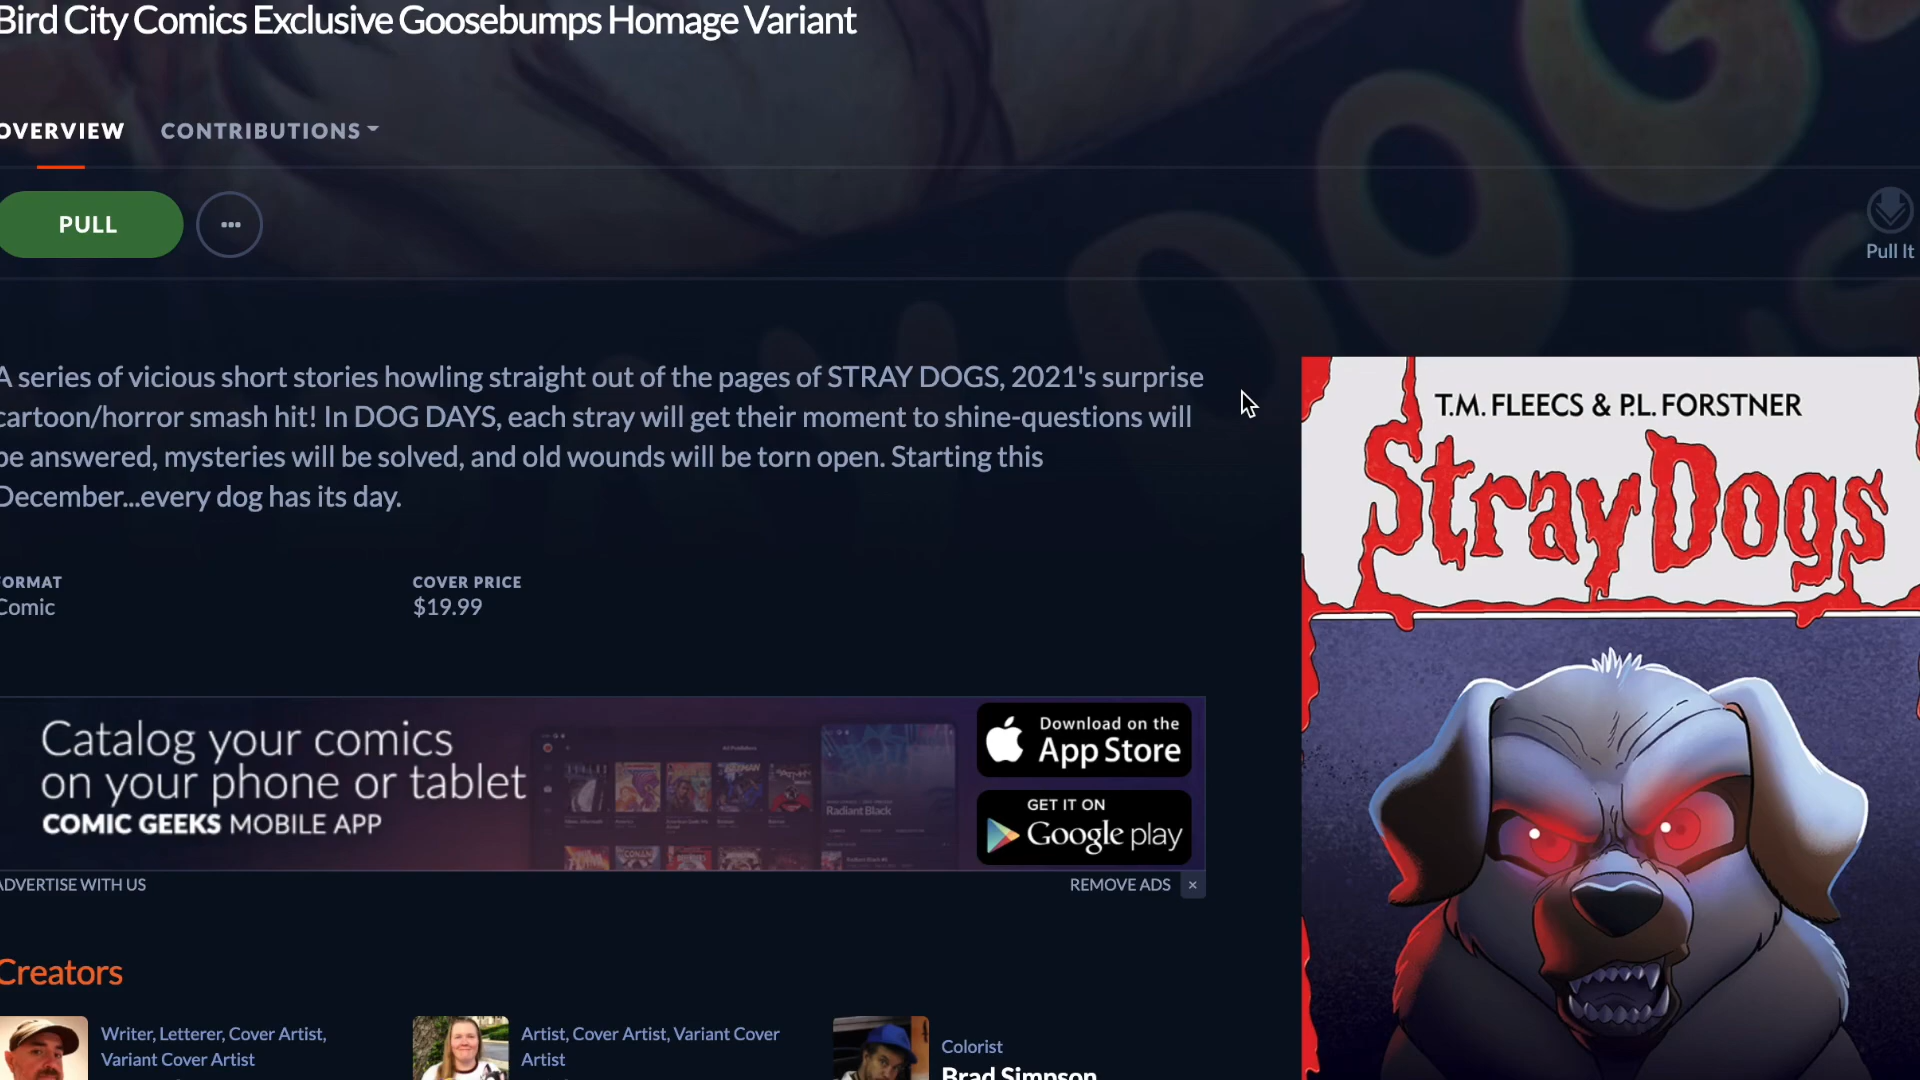 Bird City Comics Exclusive Goosebumps Homage Variant
OVERVIEW CONTRIBUTIONS
PULL
Pull It
A series of vicious short stories howling straight out of the pages of STRAY DOGS, 2021's surprise
cartoon/horror smash hit! In DOG DAYS, each stray will get their moment to shine-questions will
be answered, mysteries will be solved, and old wounds will be torn open. Starting this
December...every dog has its day.
FORMAT
Comic
COVER PRICE
$19.99
T.M. FLEECS & P.L. FORSTNER
Stray Dogs
Catalog your comics
on your phone or tablet
COMIC GEEKS MOBILE APP
Radiant Black
Download on the
App Store
GET IT ON
Google play
ADVERTISE WITH US
REMOVE ADS ×
Creators
Writer, Letterer, Cover Artist,
Variant Cover Artist
Artist, Cover Artist, Variant Cover
Artist
Colorist
Brad Simpson